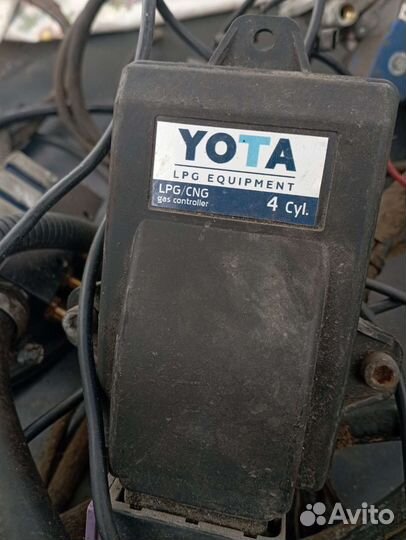 YOTA
LPG EQUIPMENT
LPG/CNG
gas controller
4 Cyl.
Avito